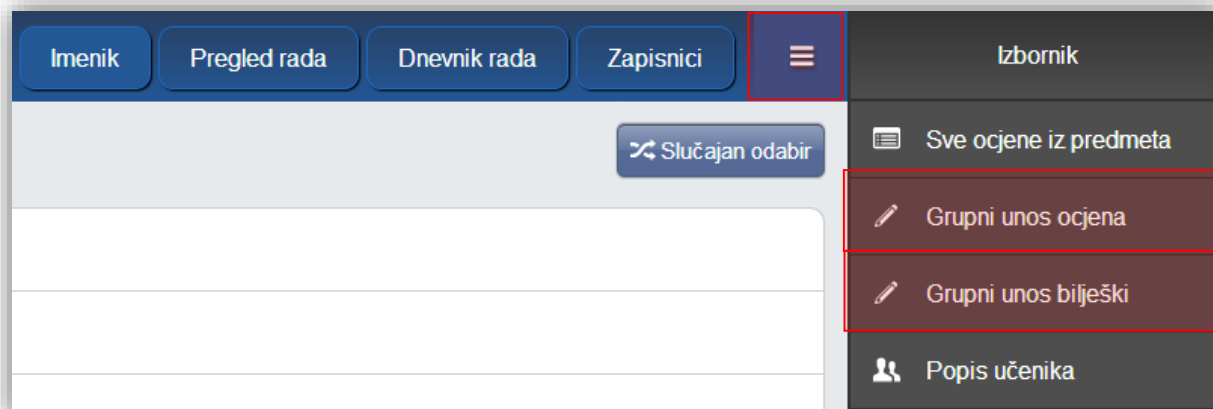 Imenik Pregled rada Dnevnik rada Zapisnici Izbornik
Slučajan odabir
Sve ocjene iz predmeta
Grupni unos ocjena
Grupni unos bilješki
Popis učenika